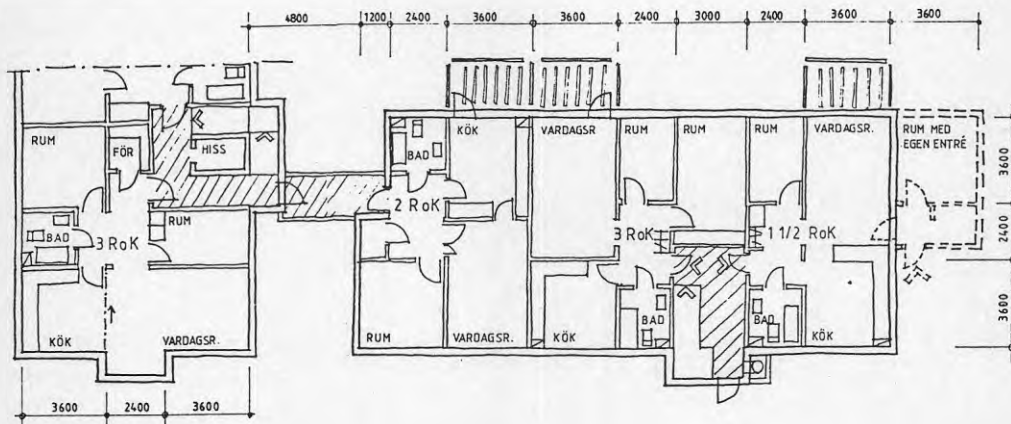 4800 1200 2400 3600 3600 2400 3000 2400 3600 3600
RUM
FÖR
HISS
BAD
KÖK
VARDAGSR
RUM
RUM
RUM
VARDAGSR.
RUM MED
EGEN ENTRÉ
3600
2400
3600
BAD
3 RoK
RUM
2 RoK
3 RoK
1 1/2 RoK
KÖK
VARDAGSR.
RUM
VARDAGSR.
KÖK
BAD
BAD
KÖK
3600 2400 3600